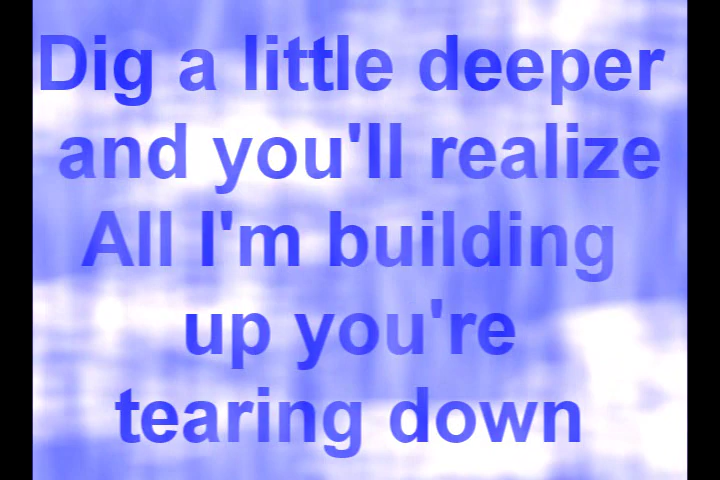 Dig a little deeper
and you'll realize
All I'm building
up you're
tearing down